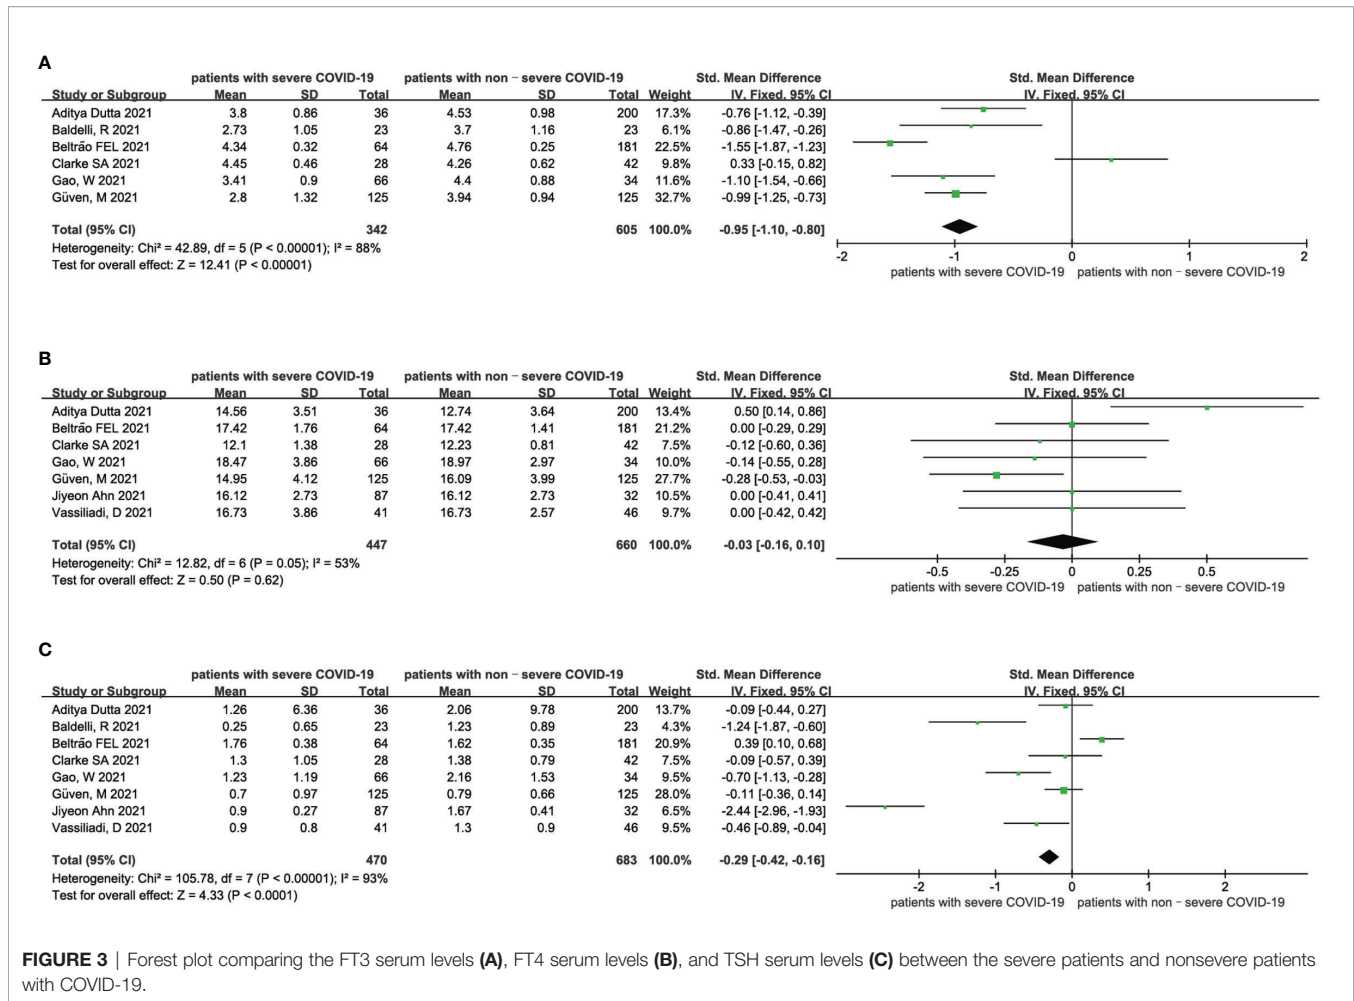 A
patients with severe COVID-19 patients with non – severe COVID-19 Std. Mean Difference Std. Mean Difference
Study or Subgroup Mean SD Total Mean SD Total Weight IV. Fixed. 95% CI IV. Fixed. 95% CI
Aditya Dutta 2021 3.8 0.86 36 4.53 0.98 200 17.3% -0.76 [-1.12, -0.39]
Baldelli, R 2021 2.73 1.05 23 3.7 1.16 23 6.1% -0.86 [-1.47, -0.26]
Beltrão FEL 2021 4.34 0.32 64 4.76 0.25 181 22.5% -1.55 [-1.87, -1.23]
Clarke SA 2021 4.45 0.46 28 4.26 0.62 42 9.8% 0.33 [-0.15, 0.82]
Gao, W 2021 3.41 0.9 66 4.4 0.88 34 11.6% -1.10 [-1.54, -0.66]
Güven, M 2021 2.8 1.32 125 3.94 0.94 125 32.7% -0.99 [-1.25, -0.73]
Total (95% CI) 342 605 100.0% -0.95 [-1.10, -0.80]
Heterogeneity: Chi² = 42.89, df = 5 (P < 0.00001); I² = 88%
Test for overall effect: Z = 12.41 (P < 0.00001)
-2 -1 0 1 2
patients with severe COVID-19 patients with non – severe COVID-19
B
patients with severe COVID-19 patients with non – severe COVID-19 Std. Mean Difference Std. Mean Difference
Study or Subgroup Mean SD Total Mean SD Total Weight IV. Fixed. 95% CI IV. Fixed. 95% CI
Aditya Dutta 2021 14.56 3.51 36 12.74 3.64 200 13.4% 0.50 [0.14, 0.86]
Beltrão FEL 2021 17.42 1.76 64 17.42 1.41 181 21.2% 0.00 [-0.29, 0.29]
Clarke SA 2021 12.1 1.38 28 12.23 0.81 42 7.5% -0.12 [-0.60, 0.36]
Gao, W 2021 18.47 3.86 66 18.97 2.97 34 10.0% -0.14 [-0.55, 0.28]
Güven, M 2021 14.95 4.12 125 16.09 3.99 125 27.7% -0.28 [-0.53, -0.03]
Jiyeon Ahn 2021 16.12 2.73 87 16.12 2.73 32 10.5% 0.00 [-0.41, 0.41]
Vassiliadi, D 2021 16.73 3.86 41 16.73 2.57 46 9.7% 0.00 [-0.42, 0.42]
Total (95% CI) 447 660 100.0% -0.03 [-0.16, 0.10]
Heterogeneity: Chi² = 12.82, df = 6 (P = 0.05); I² = 53%
Test for overall effect: Z = 0.50 (P = 0.62)
-0.5 -0.25 0 0.25 0.5
patients with severe COVID-19 patients with non – severe COVID-19
C
patients with severe COVID-19 patients with non – severe COVID-19 Std. Mean Difference Std. Mean Difference
Study or Subgroup Mean SD Total Mean SD Total Weight IV. Fixed. 95% CI IV. Fixed. 95% CI
Aditya Dutta 2021 1.26 6.36 36 2.06 9.78 200 13.7% -0.09 [-0.44, 0.27]
Baldelli, R 2021 0.25 0.65 23 1.23 0.89 23 4.3% -1.24 [-1.87, -0.60]
Beltrão FEL 2021 1.76 0.38 64 1.62 0.35 181 20.9% 0.39 [0.10, 0.68]
Clarke SA 2021 1.3 1.05 28 1.38 0.79 42 7.5% -0.09 [-0.57, 0.39]
Gao, W 2021 1.23 1.19 66 2.16 1.53 34 9.5% -0.70 [-1.13, -0.28]
Güven, M 2021 0.7 0.97 125 0.79 0.66 125 28.0% -0.11 [-0.36, 0.14]
Jiyeon Ahn 2021 0.9 0.27 87 1.67 0.41 32 6.5% -2.44 [-2.96, -1.93]
Vassiliadi, D 2021 0.9 0.8 41 1.3 0.9 46 9.5% -0.46 [-0.89, -0.04]
Total (95% CI) 470 683 100.0% -0.29 [-0.42, -0.16]
Heterogeneity: Chi² = 105.78, df = 7 (P < 0.00001); I² = 93%
Test for overall effect: Z = 4.33 (P < 0.0001)
-2 -1 0 1 2
patients with severe COVID-19 patients with non – severe COVID-19
FIGURE 3 | Forest plot comparing the FT3 serum levels (A), FT4 serum levels (B), and TSH serum levels (C) between the severe patients and nonsevere patients
with COVID-19.